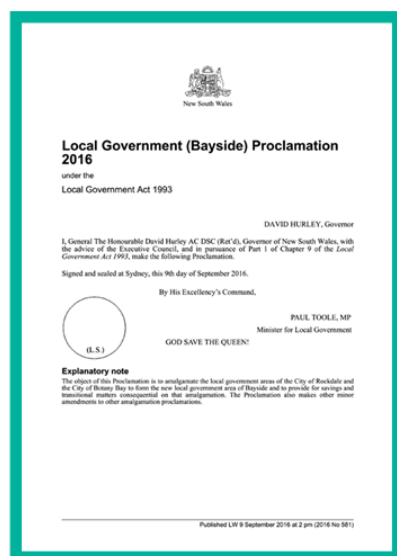 New South Wales
Local Government (Bayside) Proclamation
2016
under the
Local Government Act 1993
DAVID HURLEY, Governor
I, General The Honourable David Hurley AC DSC (Ret'd), Governor of New South Wales, with
the advice of the Executive Council, and in pursuance of Part 1 of Chapter 9 of the Local
Government Act 1993, make the following Proclamation.
Signed and sealed at Sydney, this 9th day of September 2016.
By His Excellency's Command,
PAUL TOOLE, MP
Minister for Local Government
(L.S.)
GOD SAVE THE QUEEN!
Explanatory note
The object of this Proclamation is to amalgamate the local government areas of the City of Rockdale and
the City of Botany Bay to form the new local government area of Bayside and to provide for savings and
transitional matters consequential on that amalgamation. The Proclamation also makes other minor
amendments to other amalgamation proclamations.
Published LW 9 September 2016 at 2 pm (2016 No 581)